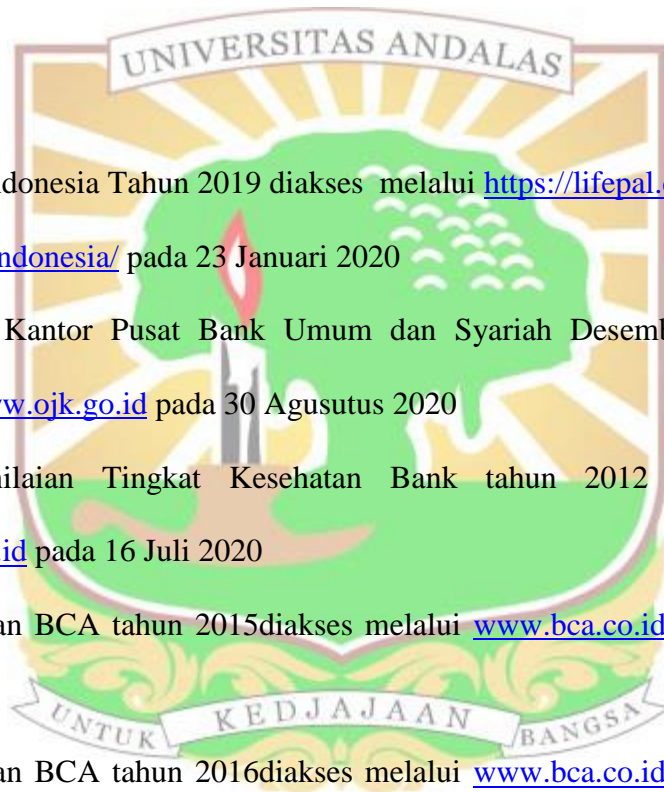 UNIVERSITAS ANDALAS
ndonesia Tahun 2019 diakses melalui https://lifepal.
ndonesia/ pada 23 Januari 2020
Kantor Pusat Bank Umum dan Syariah Desemb
w.ojk.go.id pada 30 Agusutus 2020
ilaian Tingkat Kesehatan Bank tahun 2012
.id pada 16 Juli 2020
an BCA tahun 2015diakses melalui www.bca.co.id
UNTUK KEDJAJAAN BANGSA
an BCA tahun 2016diakses melalui www.bca.co.id